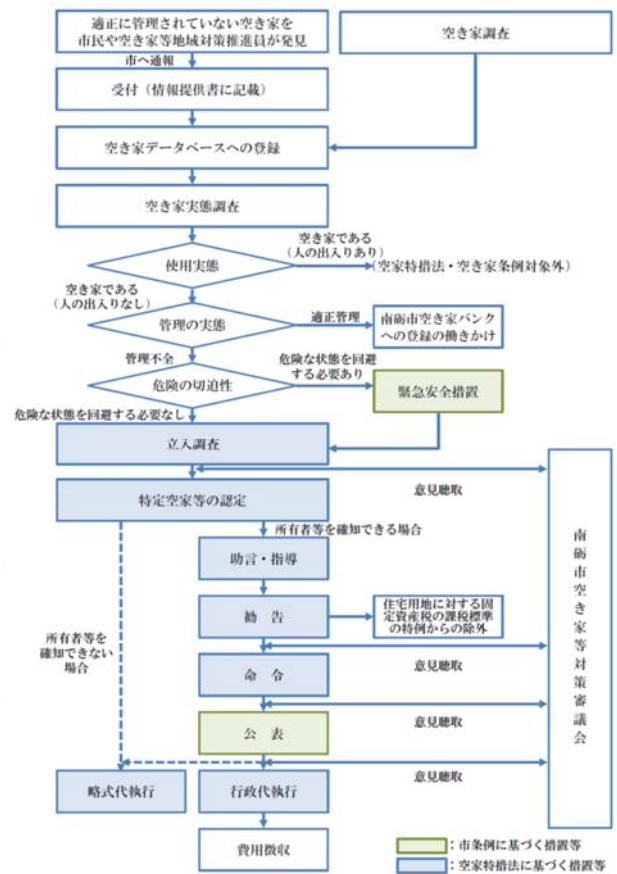 適正に管理されていない空き家を
市民や空き家等地域対策推進員が発見
空き家調査
市へ通報
受付（情報提供書に記載）
空き家データベースへの登録
空き家実態調査
使用実態
空き家である
（人の出入りあり）
（空家特措法・空き家条例対象外）
空き家である
（人の出入りなし）
管理の実態
適正管理
南砺市空き家バンク
への登録の働きかけ
管理不全
危険な状態を回避
する必要あり
危険の切迫性
緊急安全措置
危険な状態を回避する必要なし
立入調査
意見聴取
特定空家等の認定
所有者等を確知できる場合
助言・指導
勧 告
住宅用地に対する固
定資産税の課税標準
の特例からの除外
所有者等を
確知できない
場合
意見聴取
命 令
意見聴取
公 表
意見聴取
略式代執行
行政代執行
費用徴収
南砺市空き家等対策審議会
：市条例に基づく措置等
：空家特措法に基づく措置等